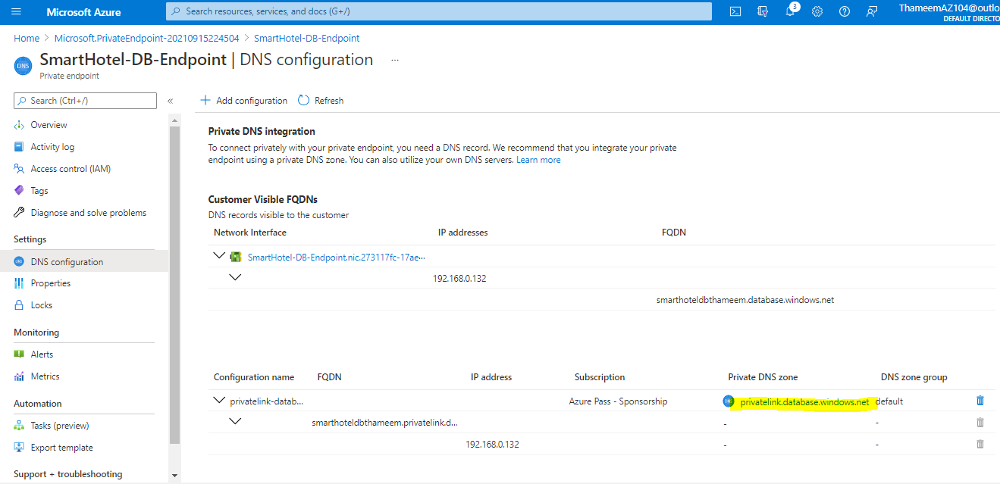 Microsoft Azure
Search resources, services, and docs (G+/)
3
ThameemAZ104@outlo
DEFAULT DIRECTO
Home > Microsoft.PrivateEndpoint-20210915224504 > SmartHotel-DB-Endpoint
DNS
SmartHotel-DB-Endpoint | DNS configuration ...
Private endpoint
Search (Ctrl+/)
«
Overview
Activity log
Access control (IAM)
Tags
Diagnose and solve problems
Settings
DNS configuration
Properties
Locks
Monitoring
Alerts
Metrics
Automation
Tasks (preview)
Export template
Support + troubleshooting
+ Add configuration Refresh
Private DNS integration
To connect privately with your private endpoint, you need a DNS record. We recommend that you integrate your private
endpoint using a private DNS zone. You can also utilize your own DNS servers. Learn more
Customer Visible FQDNs
DNS records visible to the customer
Network Interface IP addresses FQDN
SmartHotel-DB-Endpoint.nic.273117fc-17ae...
192.168.0.132
smarthoteldbthameem.database.windows.net
Configuration name FQDN IP address Subscription Private DNS zone DNS zone group
privatelink-datab... Azure Pass - Sponsorship privatelink.database.windows.net default
smarthoteldbthameem.privatelink.d... - -
192.168.0.132 - -